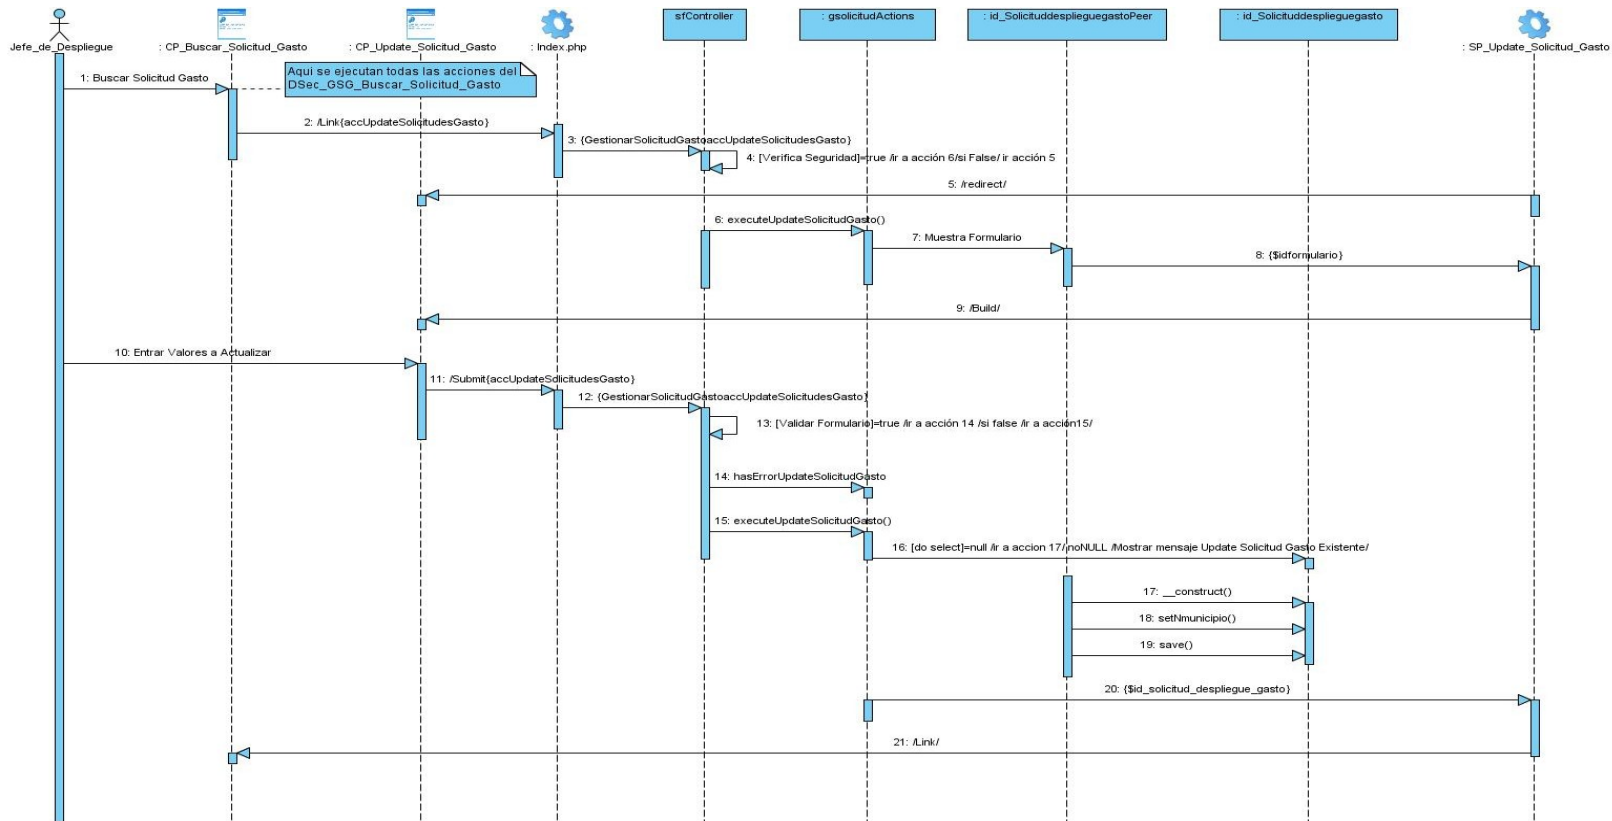 sfController
: gsolicitudActions
: id_SolicituddesplieguegastoPeer
: id_Solicituddesplieguegasto
Jefe_de_Despliegue
: CP_Buscar_Solicitud_Gasto
: CP_Update_Solicitud_Gasto
: Index.php
: SP_Update_Solicitud_Gasto
Aqui se ejecutan todas las acciones del
DSec_GSG_Buscar_Solicitud_Gasto
1: Buscar Solicitud Gasto
2: /Link{accUpdateSolicitudesGasto}
3: {GestionarSolicitudGastoaccUpdateSolicitudesGasto}
4: [Verifica Seguridad]=true /ir a acción 6/si False/ ir acción 5
5: /redirect/
6: executeUpdateSolicitudGasto()
7: Muestra Formulario
8: {$idformulario}
9: /Build/
10: Entrar Valores a Actualizar
11: /Submit{accUpdateSolicitudesGasto}
12: {GestionarSolicitudGastoaccUpdateSolicitudesGasto}
13: [Validar Formulario]=true /ir a acción 14 /si false /ir a acción15/
14: hasErrorUpdateSolicitudGasto
15: executeUpdateSolicitudGasto()
16: [do select]=null /ir a accion 17/ noNULL /Mostrar mensaje Update Solicitud Gasto Existente/
17: __construct()
18: setNmunicipio()
19: save()
20: {$id_solicitud_despliegue_gasto}
21: /Link/